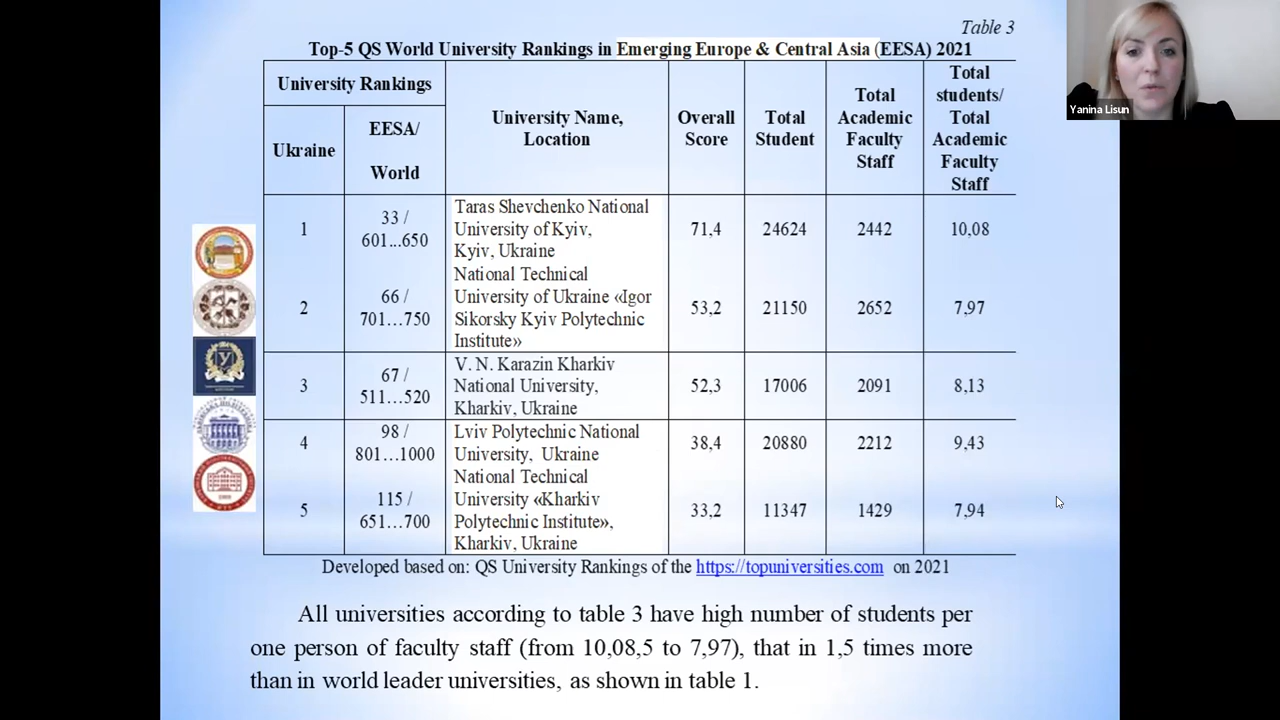 Table 3
Top-5 QS World University Rankings in Emerging Europe & Central Asia (EESA) 2021
University Rankings
Ukraine
EESA/
World
University Name,
Location
Overall
Score
Total
Student
Total
Academic
Faculty
Staff
Total
students/
Total
Academic
Faculty
Staff
1
33 /
601...650
Taras Shevchenko National
University of Kyiv,
Kyiv, Ukraine
71,4
24624
2442
10,08
2
66 /
701…750
National Technical
University of Ukraine «Igor
Sikorsky Kyiv Polytechnic
Institute»
53,2
21150
2652
7,97
3
67 /
511…520
V. N. Karazin Kharkiv
National University,
Kharkiv, Ukraine
52,3
17006
2091
8,13
4
98 /
801…1000
Lviv Polytechnic National
University, Ukraine
38,4
20880
2212
9,43
5
115 /
651…700
National Technical
University «Kharkiv
Polytechnic Institute»,
Kharkiv, Ukraine
33,2
11347
1429
7,94
Developed based on: QS University Rankings of the https://topuniversities.com on 2021
All universities according to table 3 have high number of students per
one person of faculty staff (from 10,08,5 to 7,97), that in 1,5 times more
than in world leader universities, as shown in table 1.
Yanina Lisun